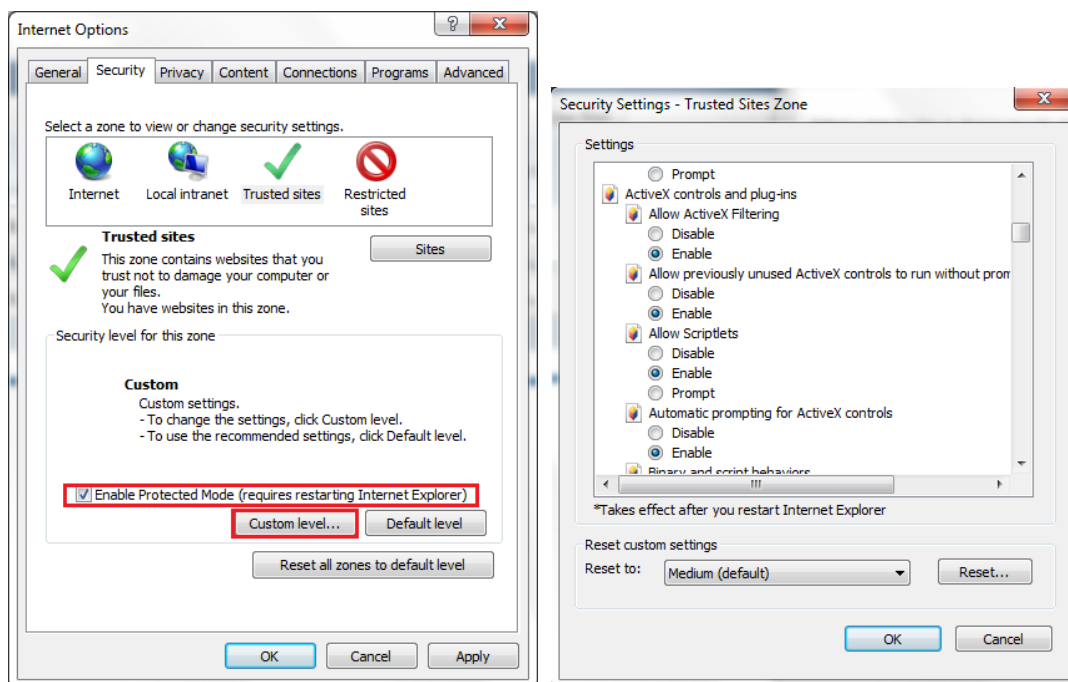 Internet Options
General Security Privacy Content Connections Programs Advanced
Select a zone to view or change security settings.
Internet
Local intranet
Trusted sites
Restricted
sites
Trusted sites
Sites
This zone contains websites that you
trust not to damage your computer or
your files.
You have websites in this zone.
Security level for this zone
Custom
Custom settings.
- To change the settings, click Custom level.
- To use the recommended settings, click Default level.
Enable Protected Mode (requires restarting Internet Explorer)
Custom level... Default level
Reset all zones to default level
OK Cancel Apply
Security Settings - Trusted Sites Zone
Settings
Prompt
ActiveX controls and plug-ins
Allow ActiveX Filtering
Disable
Enable
Allow previously unused ActiveX controls to run without prom
Disable
Enable
Allow Scriptlets
Disable
Enable
Prompt
Automatic prompting for ActiveX controls
Disable
Enable
Binary and script behaviors
*Takes effect after you restart Internet Explorer
Reset custom settings
Reset to: Medium (default) Reset...
OK Cancel